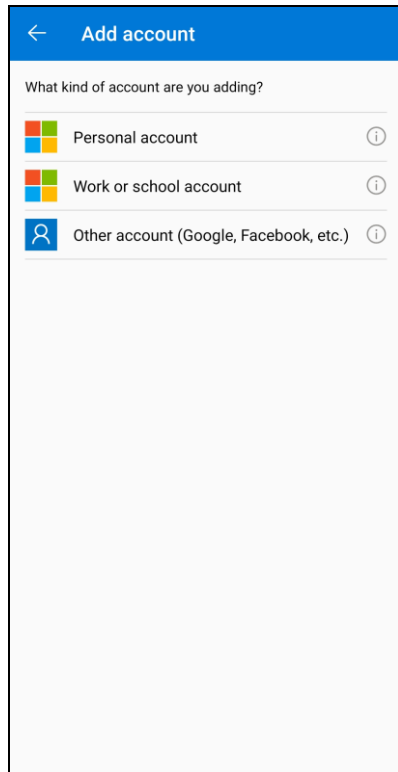 Add account
What kind of account are you adding?
Personal account
Work or school account
Other account (Google, Facebook, etc.)